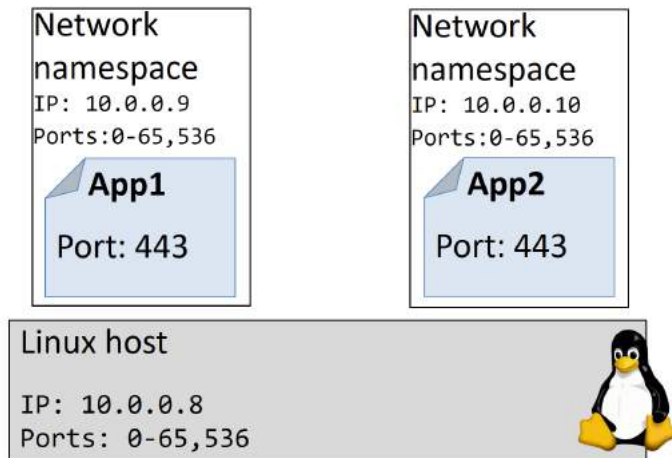 Network
namespace
IP: 10.0.0.9
Ports:0-65,536
App1
Port: 443
Network
namespace
IP: 10.0.0.10
Ports:0-65,536
App2
Port: 443
Linux host
IP: 10.0.0.8
Ports: 0-65,536